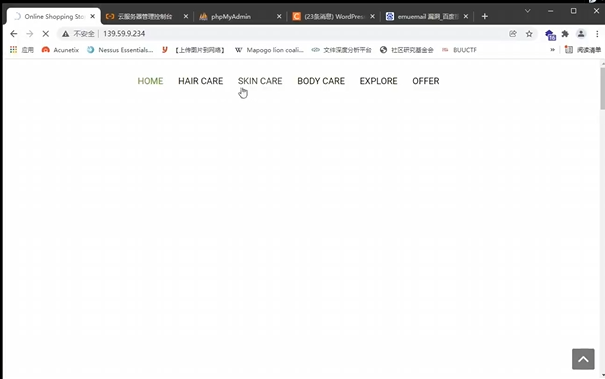 Online Shopping Sto
云服务器管理控制台
phpMyAdmin
(23条消息) WordPres
emuemail 漏洞_百度
不安全 139.59.9.234
应用 Acunetix Nessus Essentials... 【上传图片到网络】 Mapogo lion coali... 文件深度分析平台 社区研究基金会 BUUCTF » 阅读清单
HOME HAIR CARE SKIN CARE BODY CARE EXPLORE OFFER